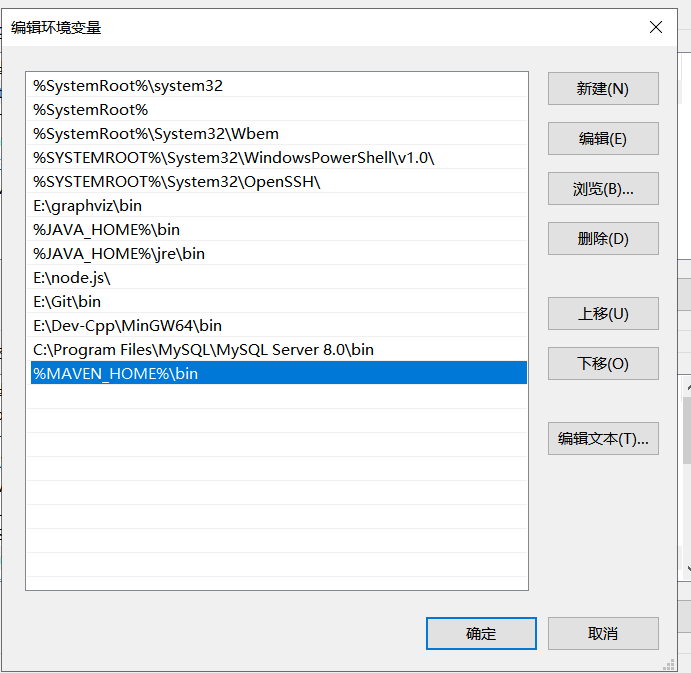 编辑环境变量
%SystemRoot%\system32
%SystemRoot%
%SystemRoot%\System32\Wbem
%SYSTEMROOT%\System32\WindowsPowerShell\v1.0\
%SYSTEMROOT%\System32\OpenSSH\
E:\graphviz\bin
%JAVA_HOME%\bin
%JAVA_HOME%\jre\bin
E:\node.js\
E:\Git\bin
E:\Dev-Cpp\MinGW64\bin
C:\Program Files\MySQL\MySQL Server 8.0\bin
%MAVEN_HOME%\bin
新建(N)
编辑(E)
浏览(B)...
删除(D)
上移(U)
下移(O)
编辑文本(T)...
确定
取消